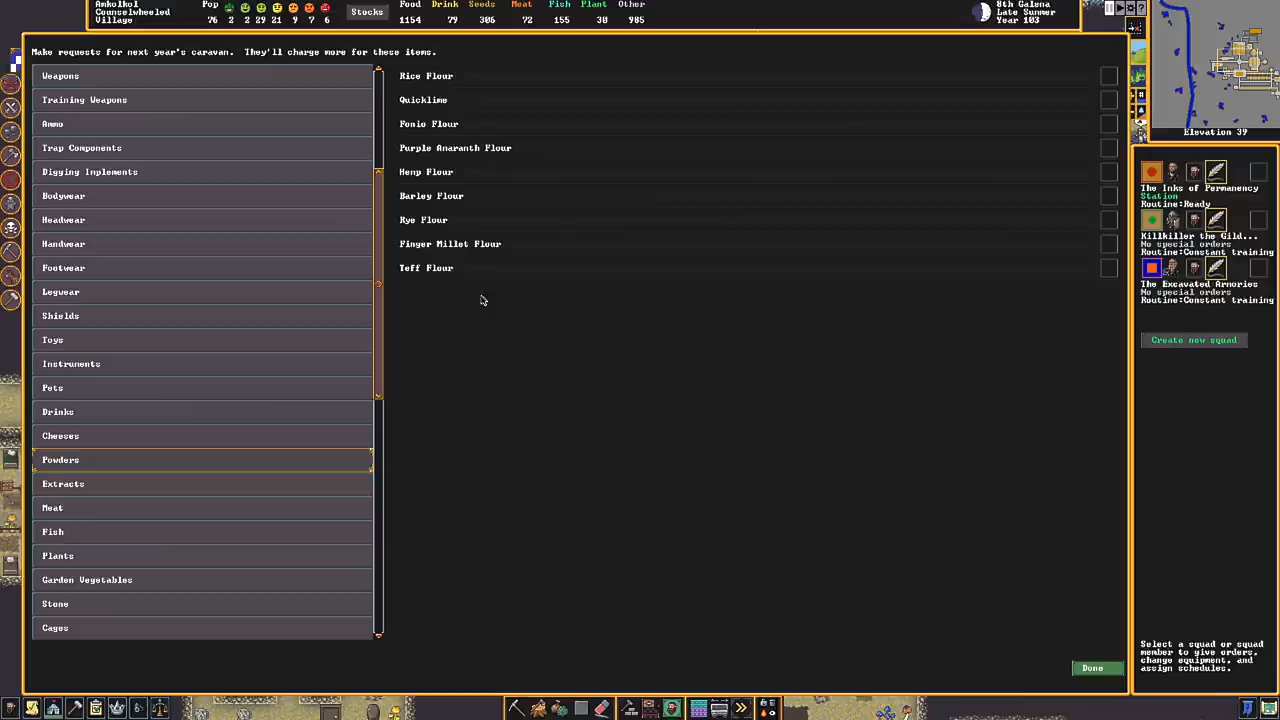 Amkolkol
Counselwheeled
Village
Pop
76 2 2 29 21 9 7 6
Stocks
Food Drink Seeds Meat Fish Plant Other
1154 79 306 72 155 30 985
8th Galena
Late Summer
Year 103
Elevation 39
Make requests for next year's caravan. They'll charge more for these items.
Weapons
Training Weapons
Ammo
Trap Components
Digging Implements
Bodywear
Headwear
Handwear
Footwear
Legwear
Shields
Toys
Instruments
Pets
Drinks
Cheeses
Powders
Extracts
Meat
Fish
Plants
Garden Vegetables
Stone
Cages
Rice Flour
Quicklime
Fonio Flour
Purple Amaranth Flour
Hemp Flour
Barley Flour
Rye Flour
Finger Millet Flour
Teff Flour
Done
The Inks of Permanency
Station
Routine:Ready
Killkiller the Gild...
No special orders
Routine:Constant training
The Excavated Armories
No special orders
Routine:Constant training
Create new squad
Select a squad or squad
member to give orders,
change equipment, and
assign schedules.